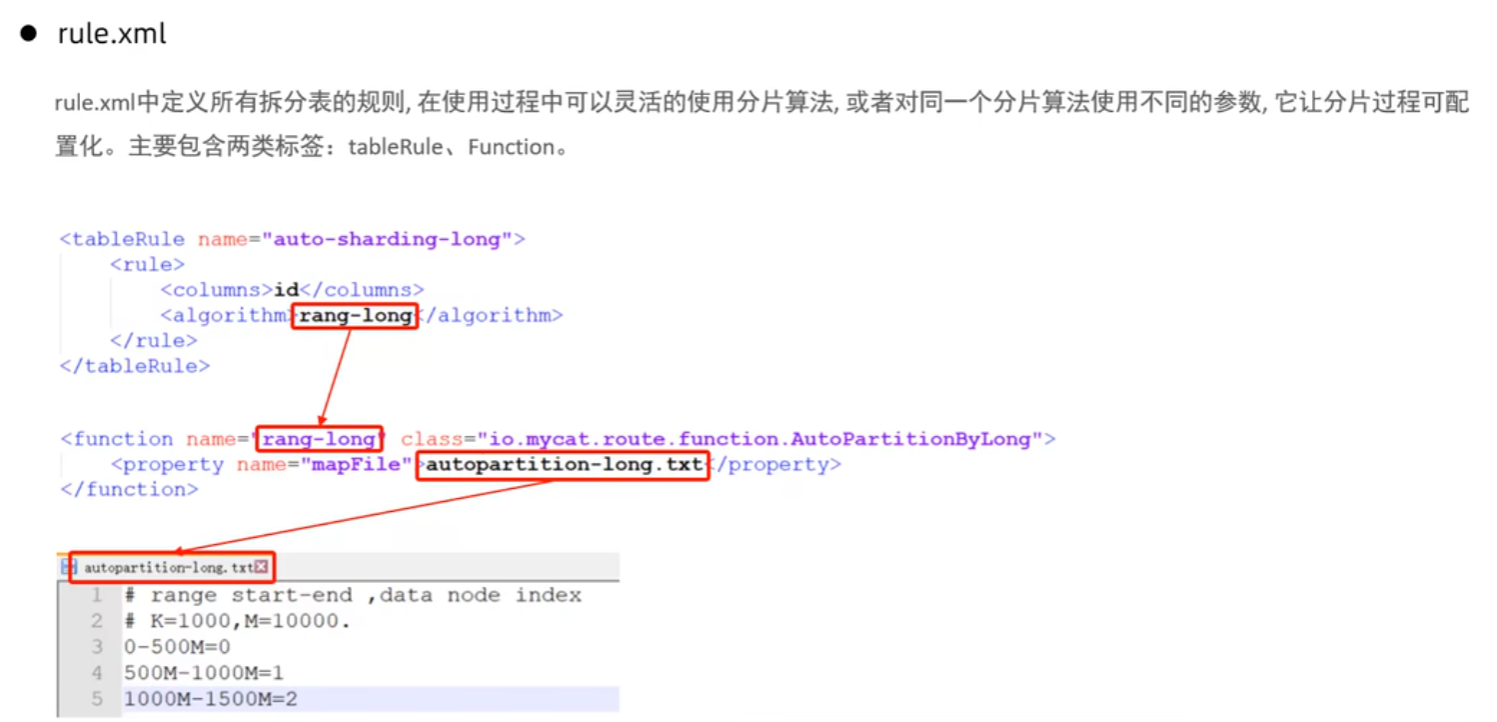 ● rule.xml
rule.xml中定义所有拆分表的规则, 在使用过程中可以灵活的使用分片算法, 或者对同一个分片算法使用不同的参数, 它让分片过程可配
置化。主要包含两类标签：tableRule、Function。
<tableRule name="auto-sharding-long">
<rule>
<columns>id</columns>
<algorithm>rang-long</algorithm>
</rule>
</tableRule>
<function name="rang-long" class="io.mycat.route.function.AutoPartitionByLong">
<property name="mapFile">autopartition-long.txt</property>
</function>
autopartition-long.txt
1 # range start-end ,data node index
2 # K=1000,M=10000.
3 0-500M=0
4 500M-1000M=1
5 1000M-1500M=2